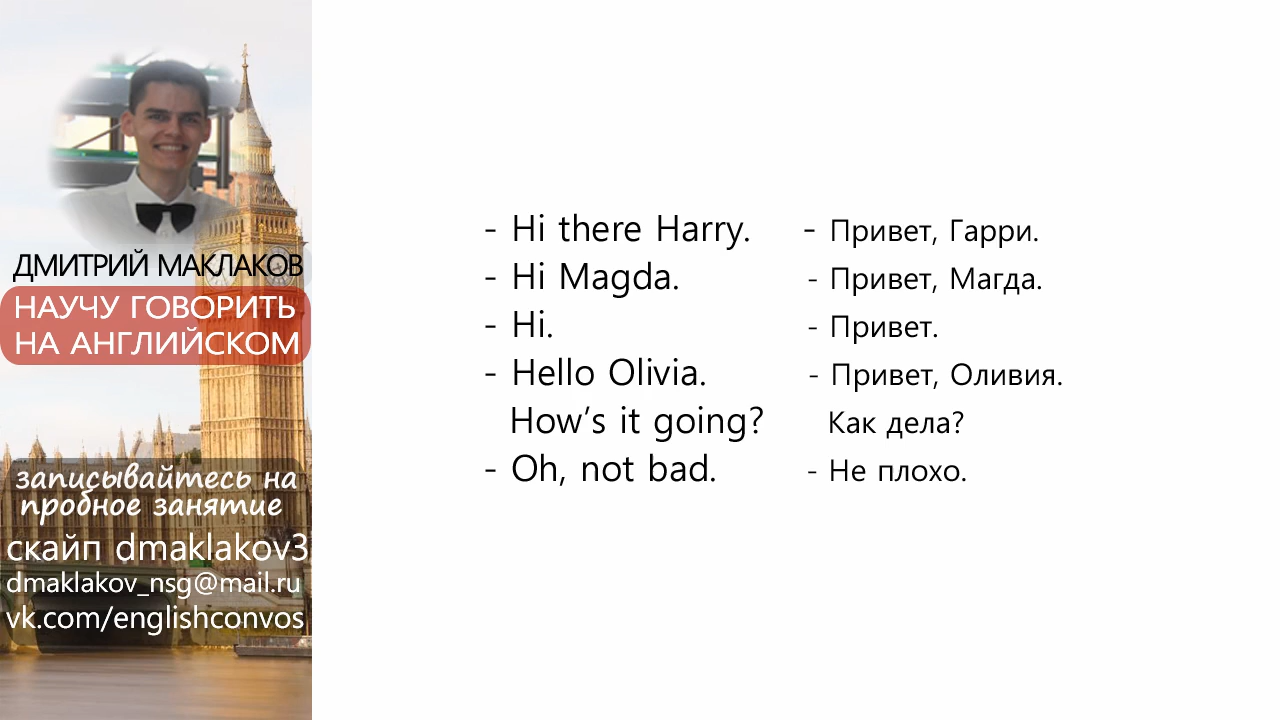 ДМИТРИЙ МАКЛАКОВ
НАУЧУ ГОВОРИТЬ
НА АНГЛИЙСКОМ
записывайтесь на
пробное занятие
скайп dmaklakov3
dmaklakov_nsg@mail.ru
vk.com/englishconvos
- Hi there Harry.
- Hi Magda.
- Hi.
- Hello Olivia.
How’s it going?
- Oh, not bad.
- Привет, Гарри.
- Привет, Магда.
- Привет.
- Привет, Оливия.
Как дела?
- Не плохо.